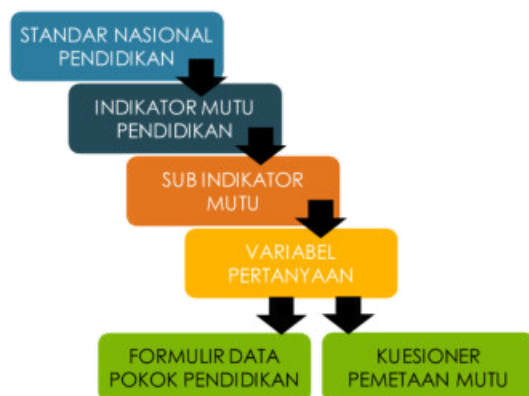 STANDAR NASIONAL
PENDIDIKAN
INDIKATOR MUTU
PENDIDIKAN
SUB INDIKATOR
MUTU
VARIABEL
PERTANYAAN
FORMULIR DATA
POKOK PENDIDIKAN
KUESIONER
PEMETAAN MUTU